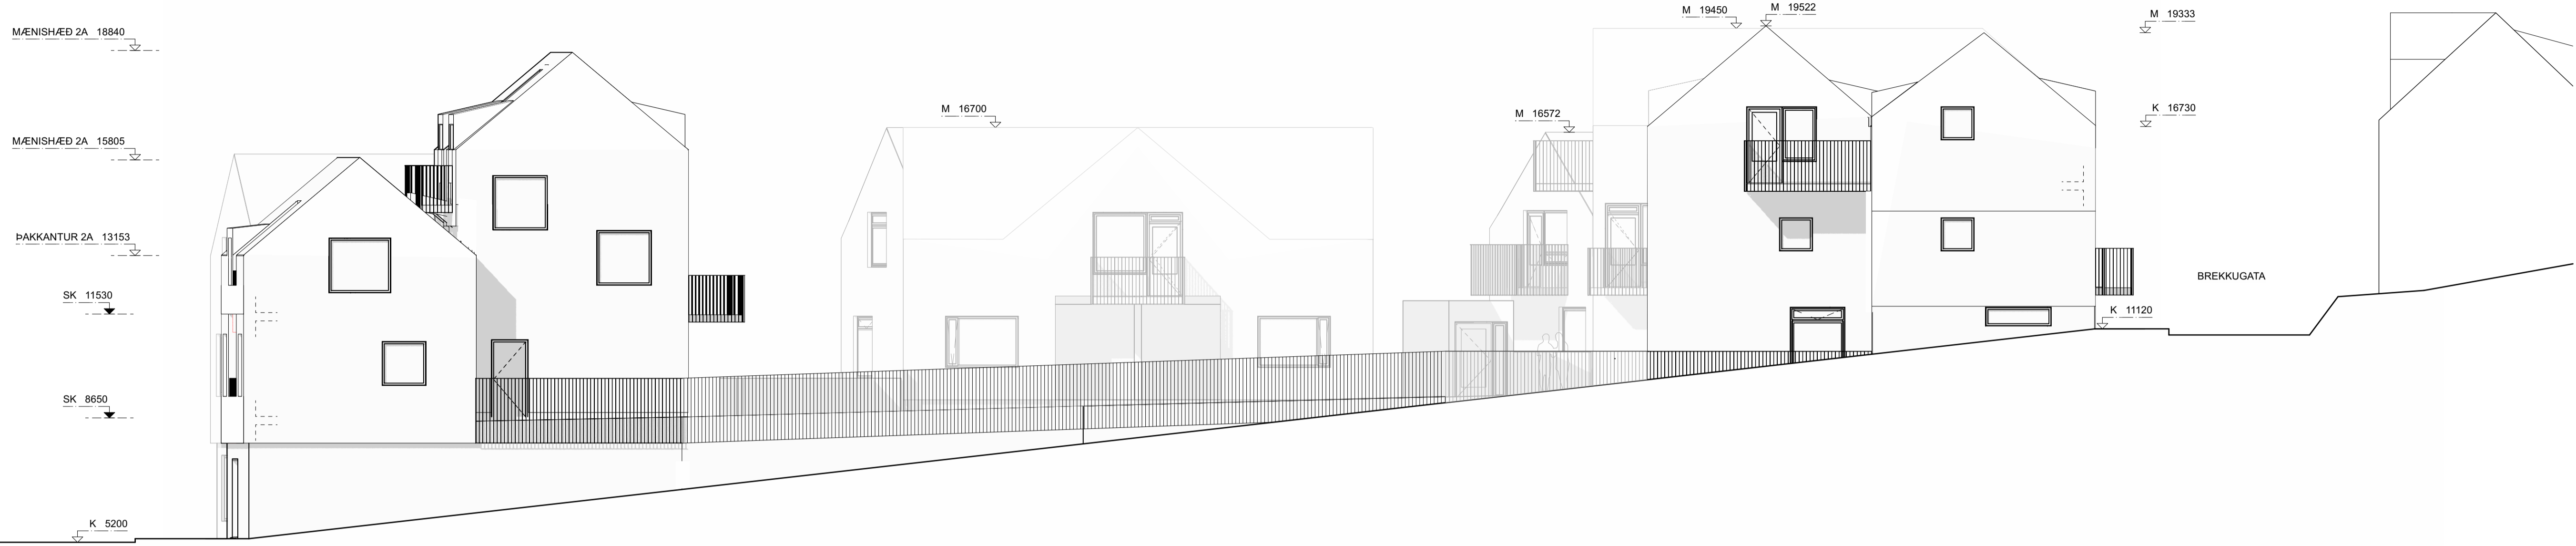 MÆNISHÆÐ 2A 18840
MÆNISHÆÐ 2A 15805
ÞAKKANTUR 2A 13153
SK 11530
SK 8650
K 5200
M 16700
M 16572
M 19450
M 19522
M 19333
K 16730
BREKKUGATA
K 11120